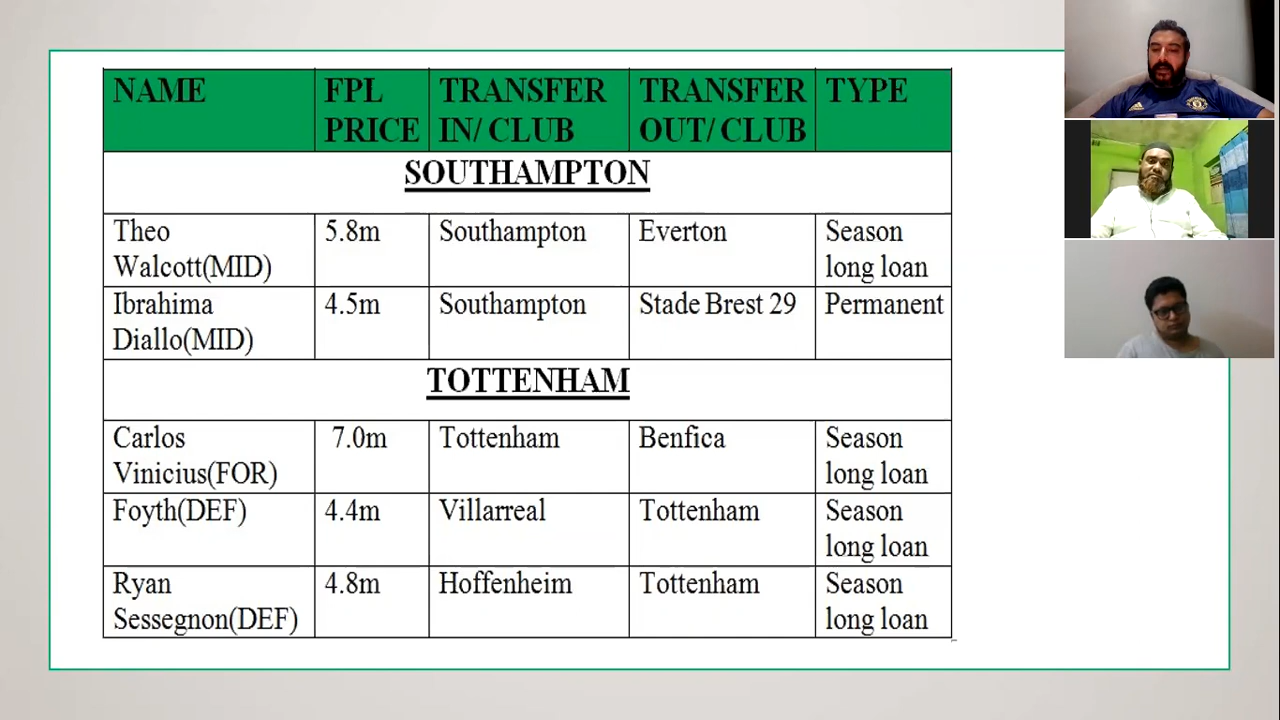 NAME
FPL
PRICE
TRANSFER
IN/ CLUB
TRANSFER
OUT/ CLUB
TYPE
SOUTHAMPTON
Theo
Walcott(MID)
5.8m
Southampton
Everton
Season
long loan
Ibrahima
Diallo(MID)
4.5m
Southampton
Stade Brest 29
Permanent
TOTTENHAM
Carlos
Vinicius(FOR)
7.0m
Tottenham
Benfica
Season
long loan
Foyth(DEF)
4.4m
Villarreal
Tottenham
Season
long loan
Ryan
Sessegnon(DEF)
4.8m
Hoffenheim
Tottenham
Season
long loan